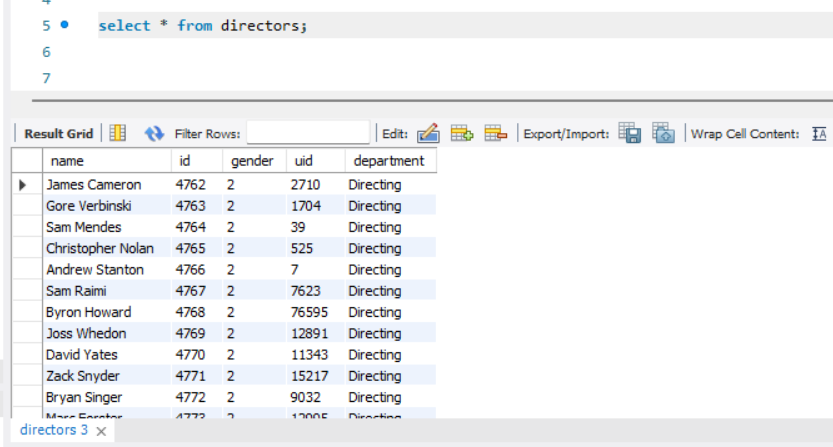 4
5 select * from directors;
6
7
Result Grid Filter Rows: Edit: Export/Import: Wrap Cell Content: IA
name id gender uid department
James Cameron 4762 2 2710 Directing
Gore Verbinski 4763 2 1704 Directing
Sam Mendes 4764 2 39 Directing
Christopher Nolan 4765 2 525 Directing
Andrew Stanton 4766 2 7 Directing
Sam Raimi 4767 2 7623 Directing
Byron Howard 4768 2 76595 Directing
Joss Whedon 4769 2 12891 Directing
David Yates 4770 2 11343 Directing
Zack Snyder 4771 2 15217 Directing
Bryan Singer 4772 2 9032 Directing
Marc Forster 4773 2 12995 Directing
directors 3